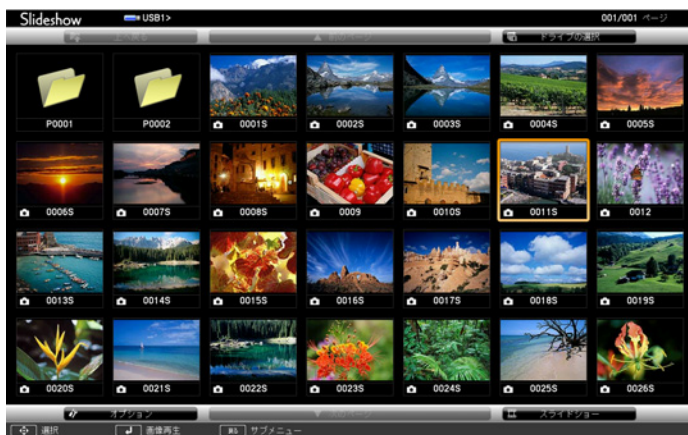 Slideshow USB1> 001/001 ページ
上へ戻る ▲ 前のページ ドライブの選択
P0001 P0002 0001S 0002S 0003S 0004S 0005S
0006S 0007S 0008S 0009 0010S 0011S 0012
0013S 0014S 0015S 0016S 0017S 0018S 0019S
0020S 0021S 0022S 0023S 0024S 0025S 0026S
オプション ▼ 次のページ スライドショー
選択 画像再生 戻る サブメニュー